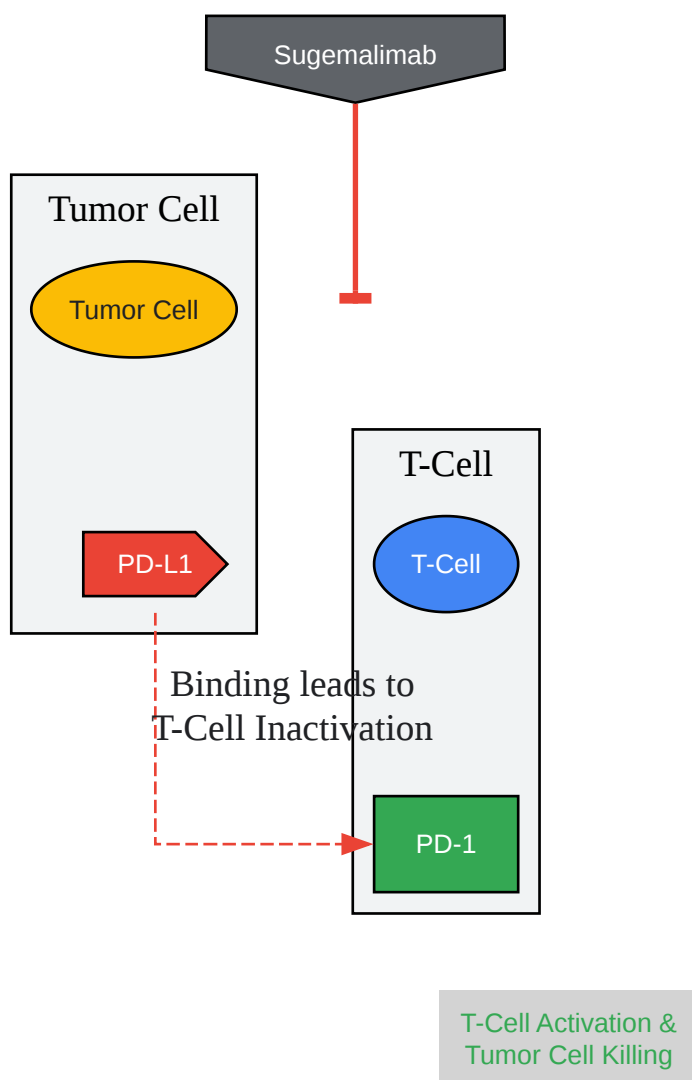 Sugemalimab
Tumor Cell
Tumor Cell
PD-L1
T-Cell
T-Cell
Binding leads to
T-Cell Inactivation
PD-1
T-Cell Activation &
Tumor Cell Killing